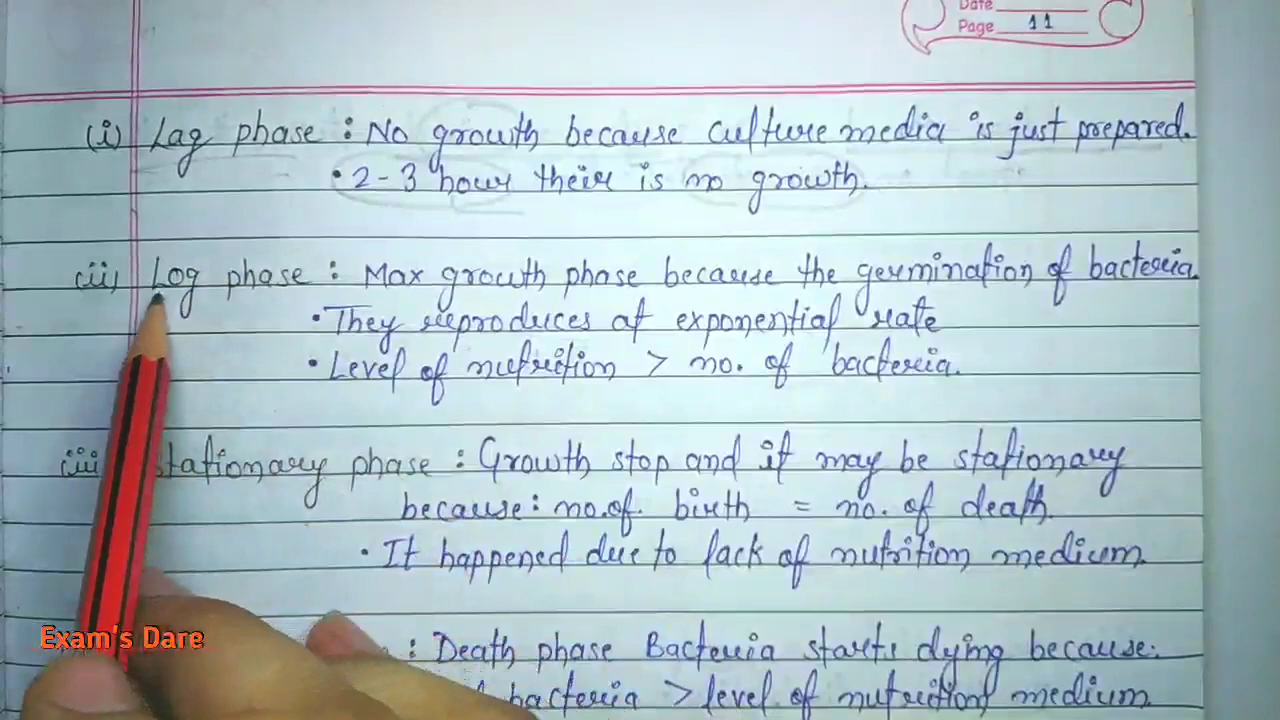 Date
Page 11
(i) Lag phase : No growth because culture media is just prepared.
• 2-3 hour their is no growth.
(ii) Log phase : Max growth phase because the germination of bacteria.
• They reproduces at exponential rate
• Level of nutrition > no. of bacteria.
iii stationary phase : Growth stop and it may be stationary
because : no. of. birth = no. of death.
• It happened due to lack of nutrition medium.
: Death phase Bacteria starts dying because:
bacteria > level of nutrition medium.
Exam's Dare